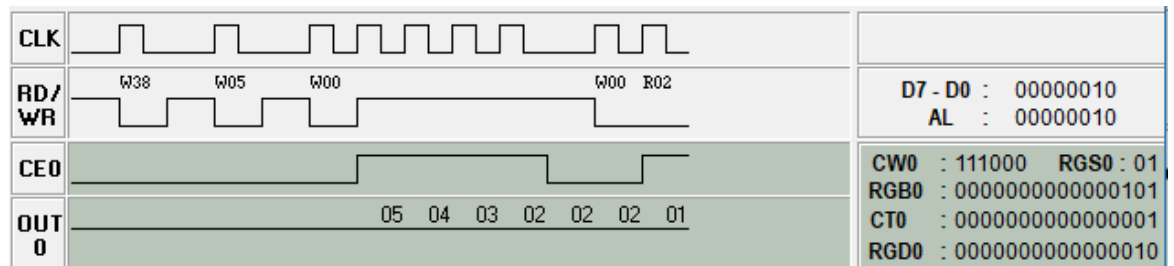 CLK
RD/
WR
W38 W05 W00 W00 R02
D7 - D0 : 00000010
AL : 00000010
CE0
OUT
0
05 04 03 02 02 02 01
CW0 : 111000 RGS0 : 01
RGB0 : 0000000000000101
CT0 : 0000000000000001
RGD0 : 0000000000000010